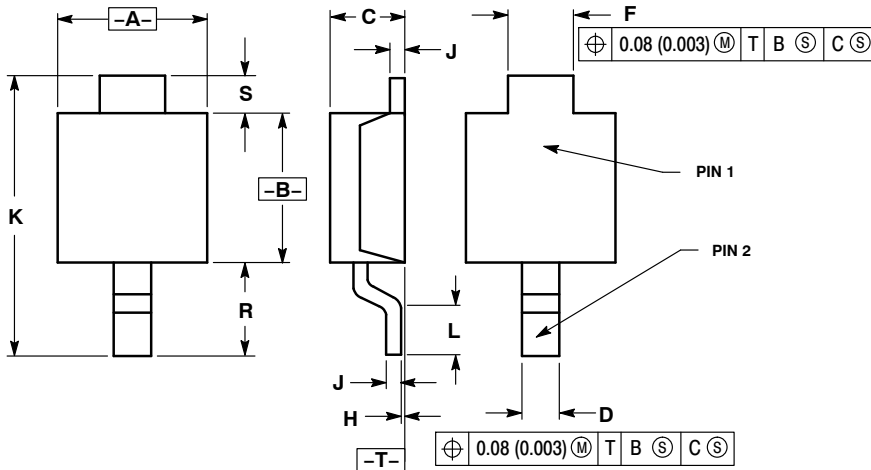 –A–
C
F
⌖ 0.08 (0.003) Ⓜ T B Ⓢ C Ⓢ
J
S
K
–B–
PIN 1
PIN 2
R
L
J
H
D
–T–
⌖ 0.08 (0.003) Ⓜ T B Ⓢ C Ⓢ